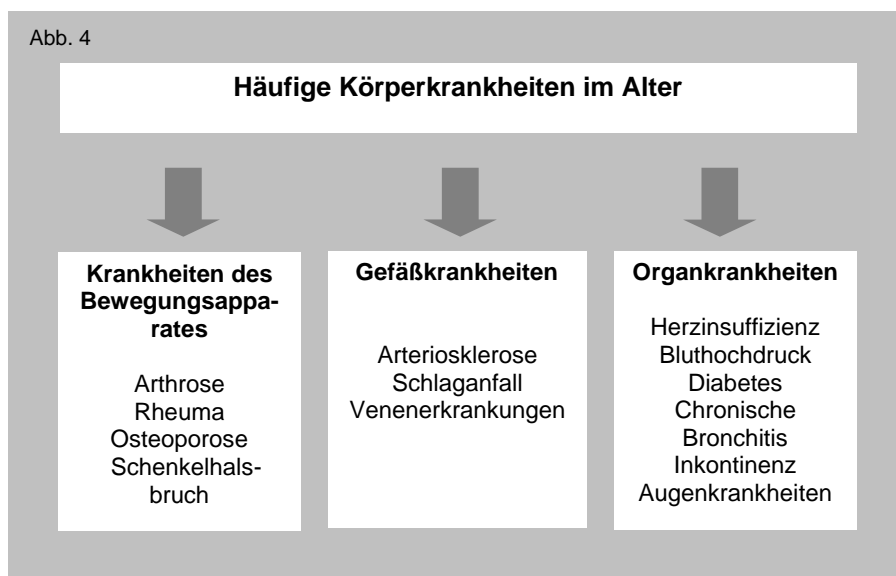 Abb. 4
Häufige Körperkrankheiten im Alter
Krankheiten des
Bewegungsappa-
rates
Arthrose
Rheuma
Osteoporose
Schenkelhals-
bruch
Gefäßkrankheiten
Arteriosklerose
Schlaganfall
Venenerkrankungen
Organkrankheiten
Herzinsuffizienz
Bluthochdruck
Diabetes
Chronische
Bronchitis
Inkontinenz
Augenkrankheiten